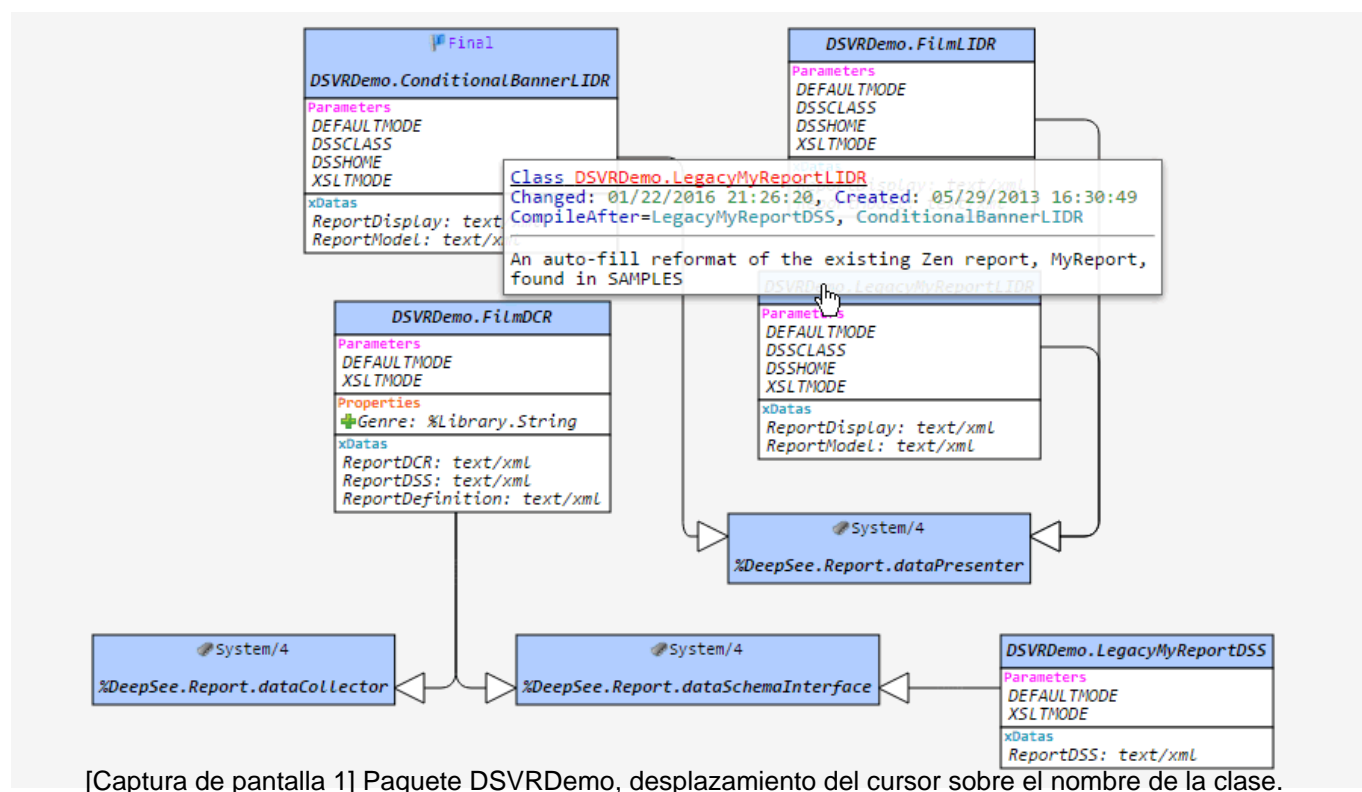 Final
DSVRDemo.ConditionalBannerLIDR
Parameters
DEFAULTMODE
DSSCLASS
DSSHOME
XSLTMODE
xDatas
ReportDisplay: text
ReportModel: text/x
DSVRDemo.FilmLIDR
Parameters
DEFAULTMODE
DSSCLASS
DSSHOME
XSLTMODE
Class DSVRDemo.LegacyMyReportLIDR
Changed: 01/22/2016 21:26:20, Created: 05/29/2013 16:30:49
CompileAfter=LegacyMyReportDSS, ConditionalBannerLIDR
An auto-fill reformat of the existing Zen report, MyReport,
found in SAMPLES
DSVRDemo.LegacyMyReportLIDR
Parameters
DEFAULTMODE
DSSCLASS
DSSHOME
XSLTMODE
xDatas
ReportDisplay: text/xml
ReportModel: text/xml
DSVRDemo.FilmDCR
Parameters
DEFAULTMODE
XSLTMODE
Properties
Genre: %Library.String
xDatas
ReportDCR: text/xml
ReportDSS: text/xml
ReportDefinition: text/xml
System/4
%DeepSee.Report.dataPresenter
System/4
%DeepSee.Report.dataCollector
System/4
%DeepSee.Report.dataSchemaInterface
DSVRDemo.LegacyMyReportDSS
Parameters
DEFAULTMODE
XSLTMODE
xDatas
ReportDSS: text/xml
[Captura de pantalla 1] Paquete DSVRDemo, desplazamiento del cursor sobre el nombre de la clase.